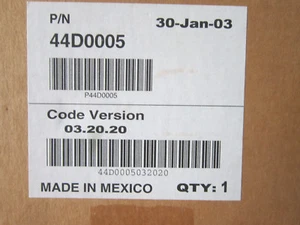 P/N 30-Jan-03
44D0005
P44D0005
Code Version
03.20.20
44D0005032020
MADE IN MEXICO QTY: 1